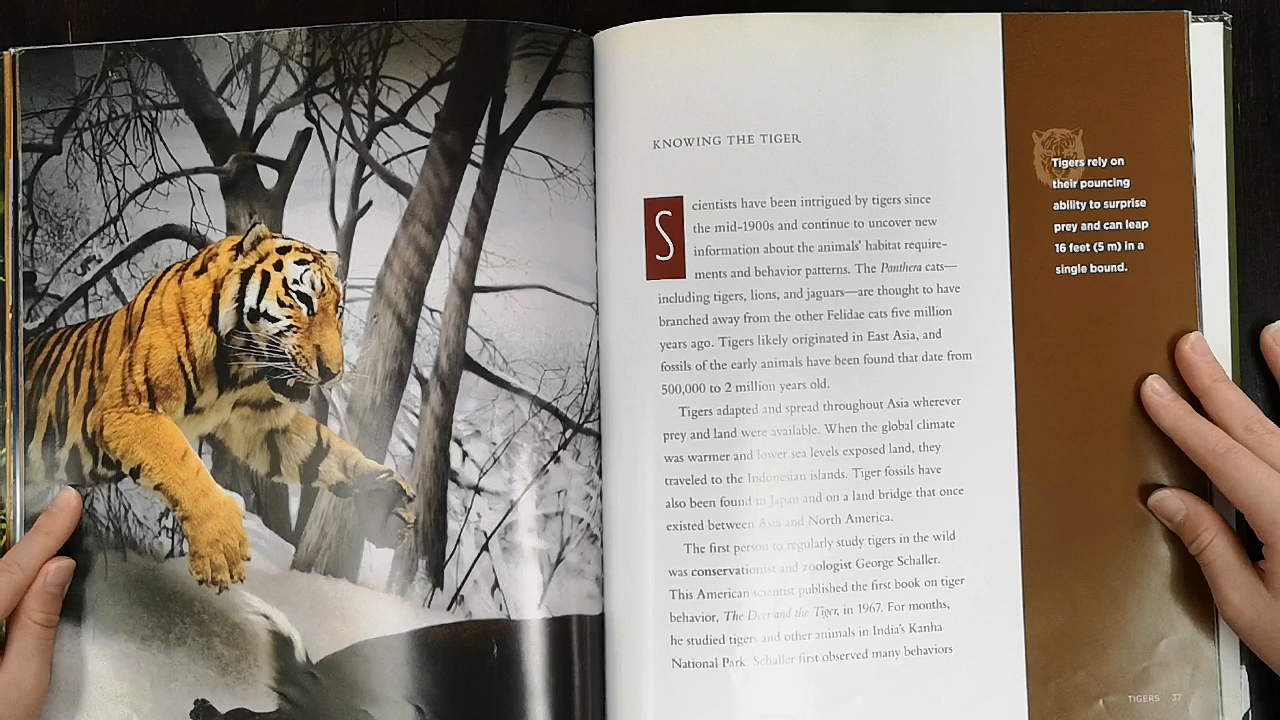 KNOWING THE TIGER
Scientists have been intrigued by tigers since
the mid-1900s and continue to uncover new
information about the animals' habitat require-
ments and behavior patterns. The Panthera cats—
including tigers, lions, and jaguars—are thought to have
branched away from the other Felidae cats five million
years ago. Tigers likely originated in East Asia, and
fossils of the early animals have been found that date from
500,000 to 2 million years old.
Tigers adapted and spread throughout Asia wherever
prey and land were available. When the global climate
was warmer and lower sea levels exposed land, they
traveled to the Indonesian islands. Tiger fossils have
also been found in Japan and on a land bridge that once
existed between Asia and North America.
The first person to regularly study tigers in the wild
was conservationist and zoologist George Schaller.
This American scientist published the first book on tiger
behavior, The Deer and the Tiger, in 1967. For months,
he studied tigers and other animals in India's Kanha
National Park. Schaller first observed many behaviors
Tigers rely on
their pouncing
ability to surprise
prey and can leap
16 feet (5 m) in a
single bound.
TIGERS 37